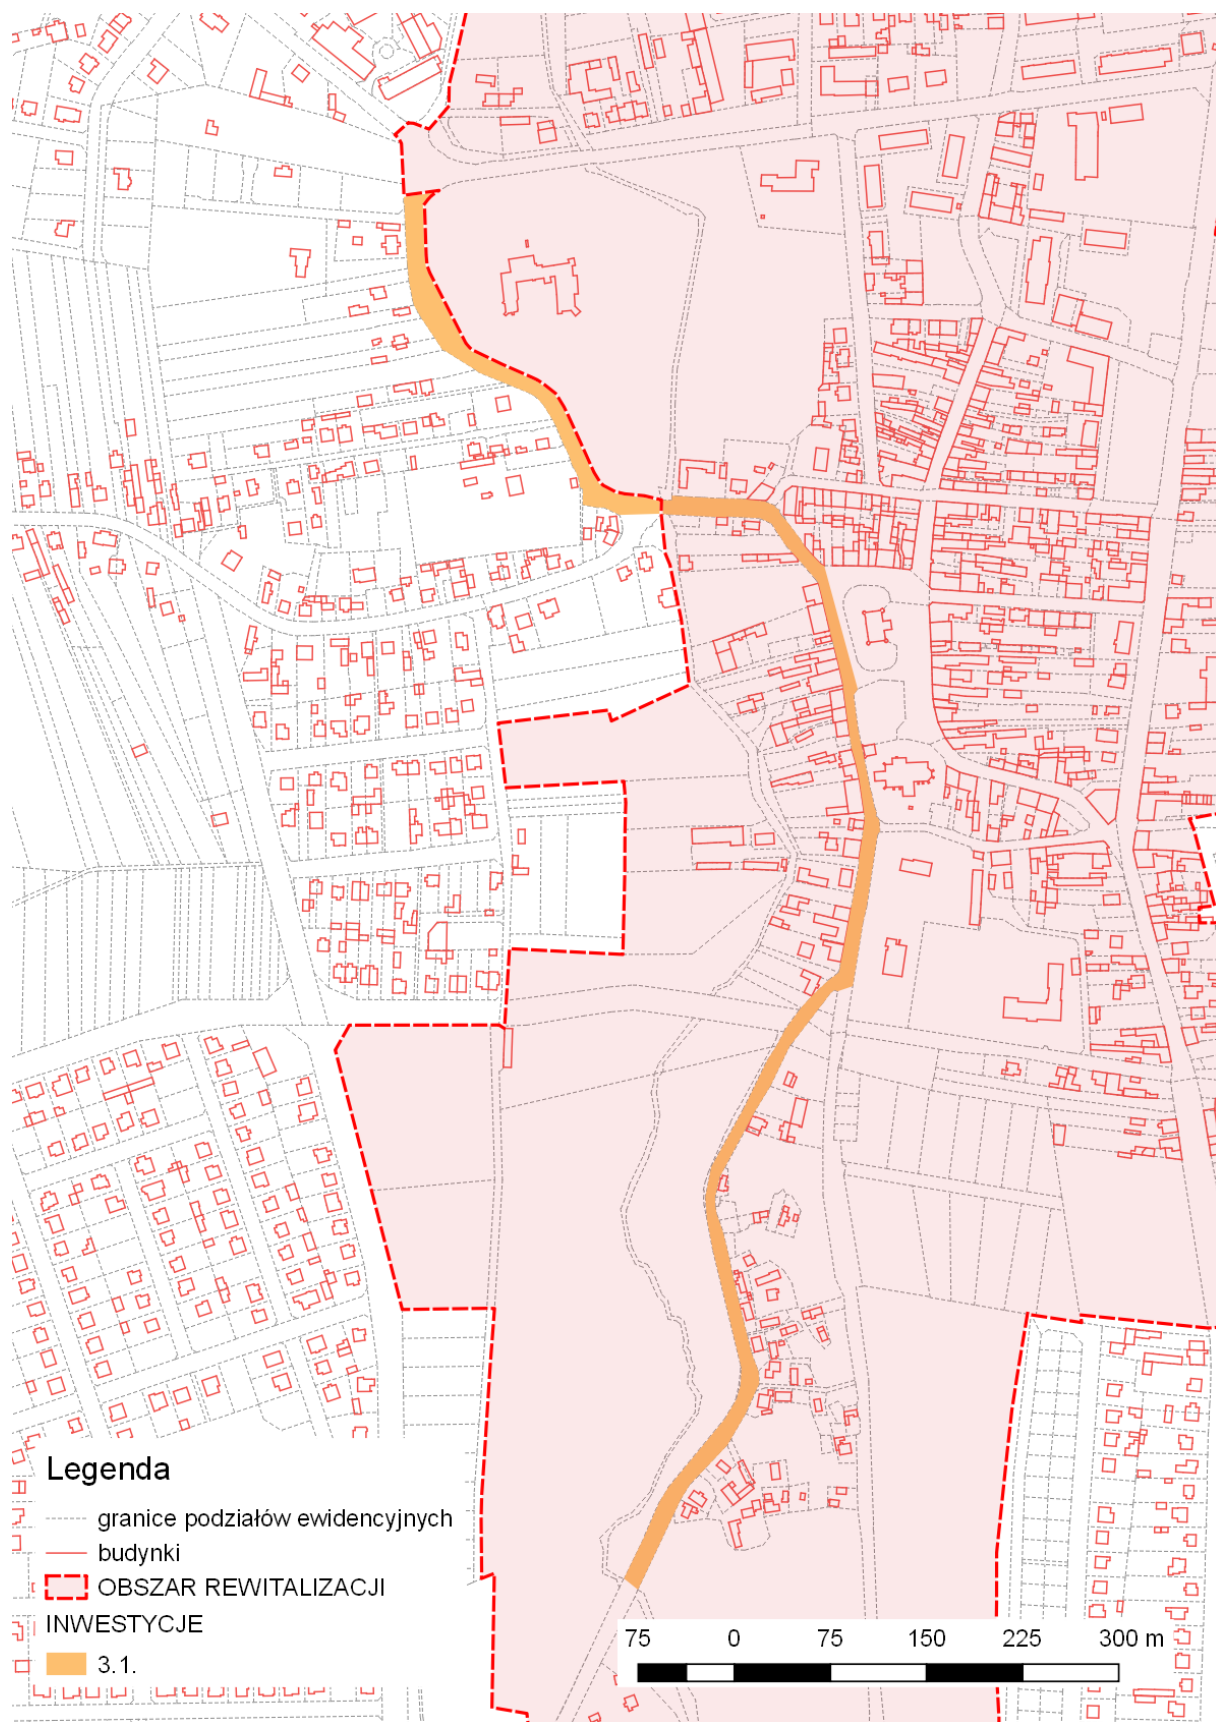 Legenda
granice podziałów ewidencyjnych
budynki
OBSZAR REWITALIZACJI
INWESTYCJE
3.1.
75 0 75 150 225 300 m